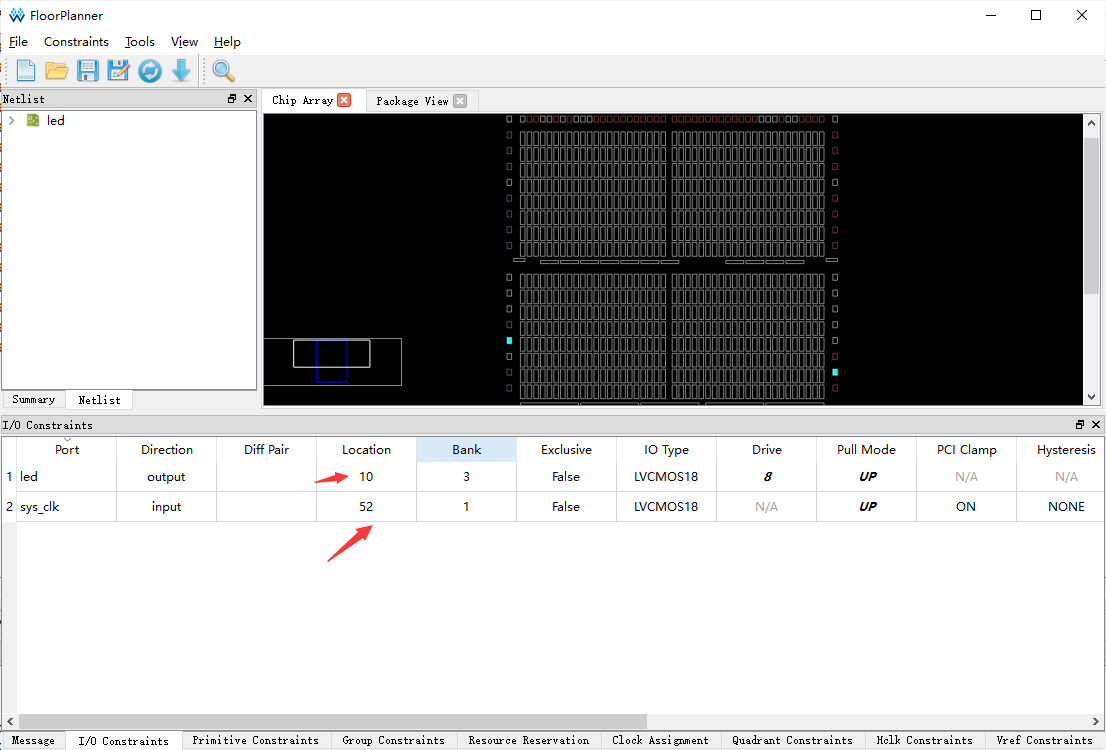 FloorPlanner
File Constraints Tools View Help
Netlist
Chip Array Package View
led
Summary Netlist
I/O Constraints
Port Direction Diff Pair Location Bank Exclusive IO Type Drive Pull Mode PCI Clamp Hysteresis
1 led output 10 3 False LVCMOS18 8 UP N/A N/A
2 sys_clk input 52 1 False LVCMOS18 N/A UP ON NONE
Message I/O Constraints Primitive Constraints Group Constraints Resource Reservation Clock Assignment Quadrant Constraints Hclk Constraints Vref Constraints